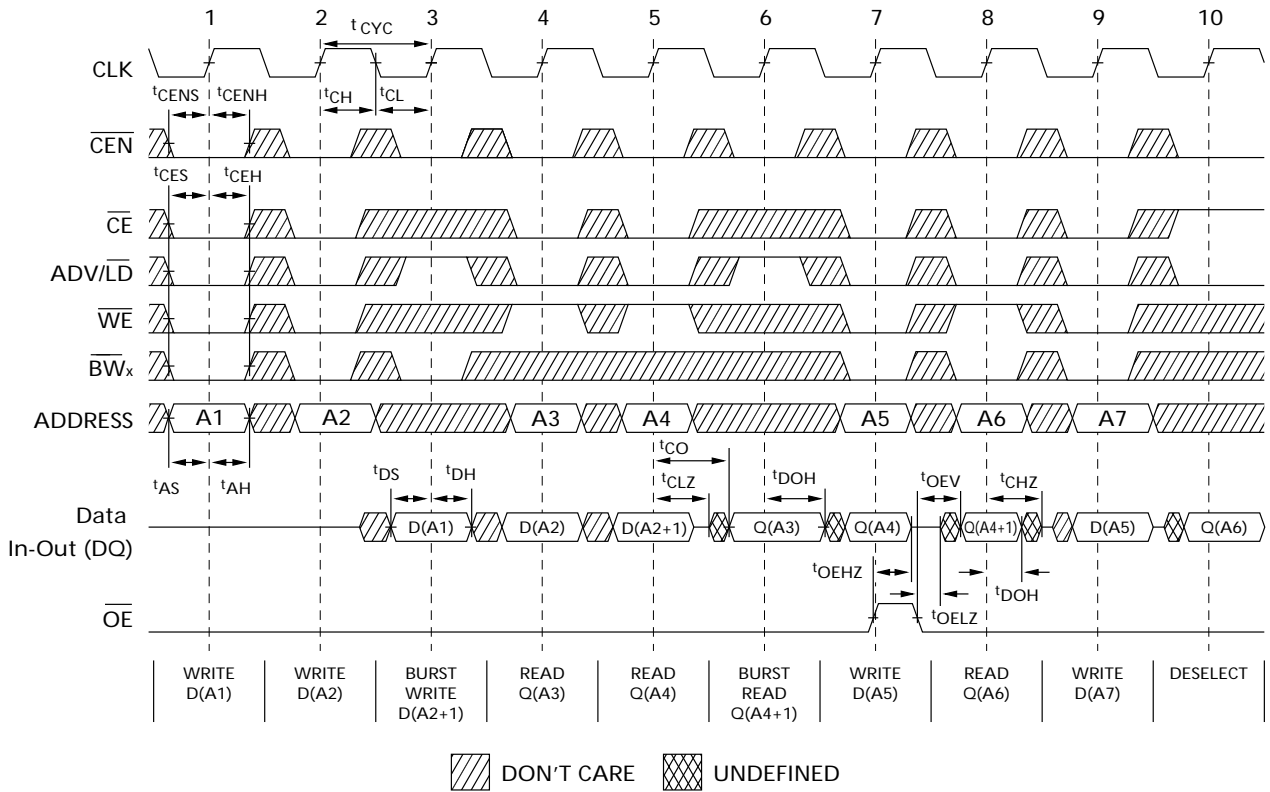 1 2 3 4 5 6 7 8 9 10
tCYC
CLK
tCENS tCENH tCH tCL
CEN
tCES tCEH
CE
ADV/LD
WE
BWx
ADDRESS A1 A2 A3 A4 A5 A6 A7
tCO
tAS tAH tDS tDH tCLZ tDOH tOEV tCHZ
Data
In-Out (DQ)
D(A1) D(A2) D(A2+1) Q(A3) Q(A4) Q(A4+1) D(A5) Q(A6)
tOEHZ tDOH
tOELZ
OE
WRITE
D(A1)
WRITE
D(A2)
BURST
WRITE
D(A2+1)
READ
Q(A3)
READ
Q(A4)
BURST
READ
Q(A4+1)
WRITE
D(A5)
READ
Q(A6)
WRITE
D(A7)
DESELECT
DON'T CARE UNDEFINED